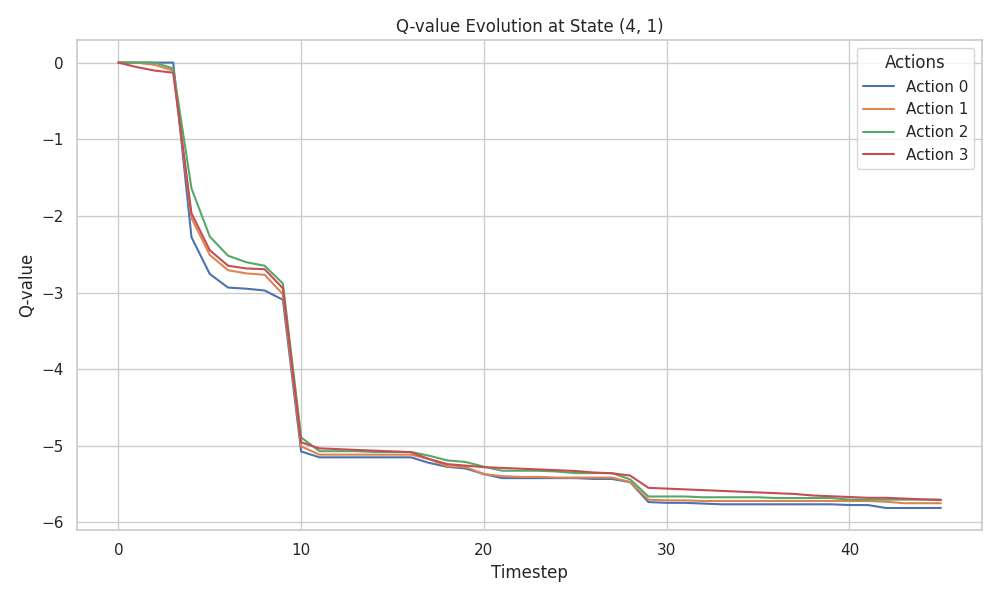 Q-value Evolution at State (4, 1)
Actions
Action 0
Action 1
Action 2
Action 3
Q-value
0
−1
−2
−3
−4
−5
−6
0 10 20 30 40
Timestep